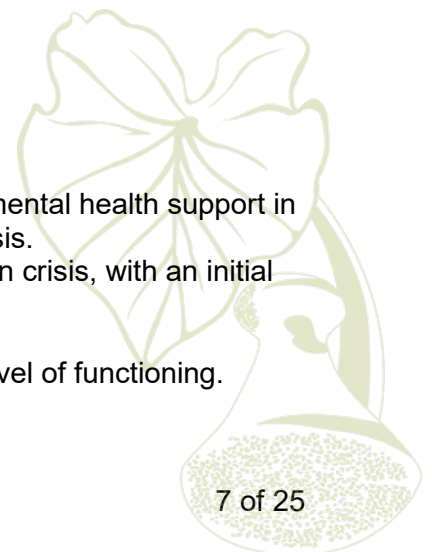 mental health support in
sis.
n crisis, with an initial
vel of functioning.
7 of 25